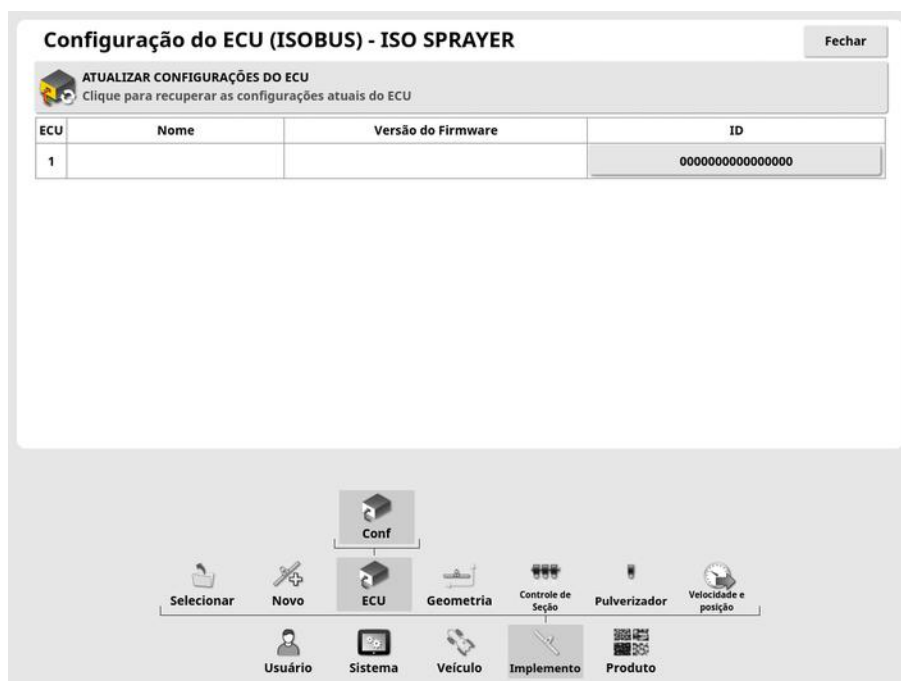 Configuração do ECU (ISOBUS) - ISO SPRAYER
Fechar
ATUALIZAR CONFIGURAÇÕES DO ECU
Clique para recuperar as configurações atuais do ECU
ECU Nome Versão do Firmware ID
1 0000000000000000
Conf
Selecionar Novo ECU Geometria Controle de Seção Pulverizador Velocidade e posição
Usuário Sistema Veículo Implemento Produto